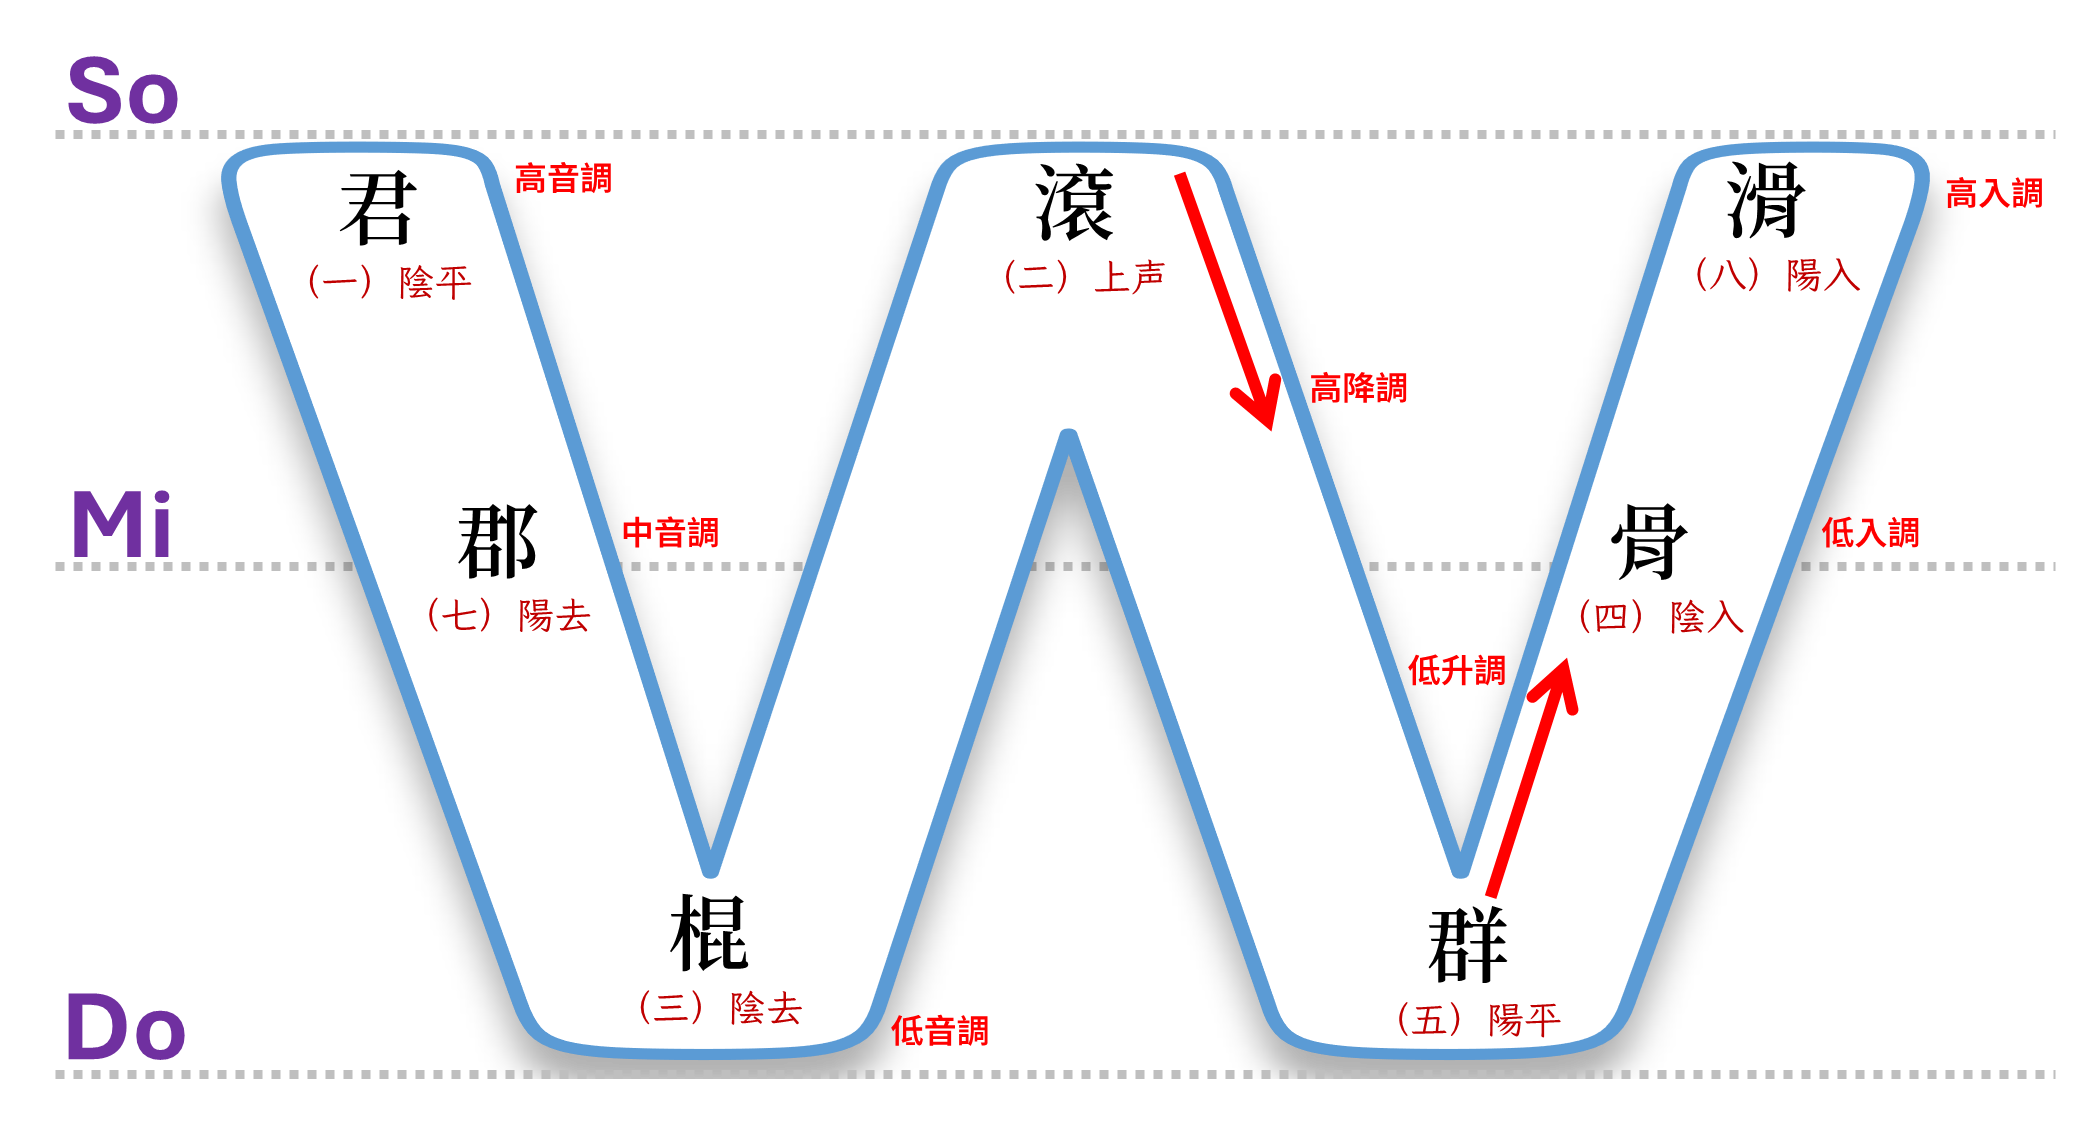 So
君
(一) 陰平
高音調
滾
(二) 上声
高降調
滑
(八) 陽入
高入調
Mi
郡
(七) 陽去
中音調
骨
(四) 陰入
低入調
低升調
Do
棍
(三) 陰去
低音調
群
(五) 陽平